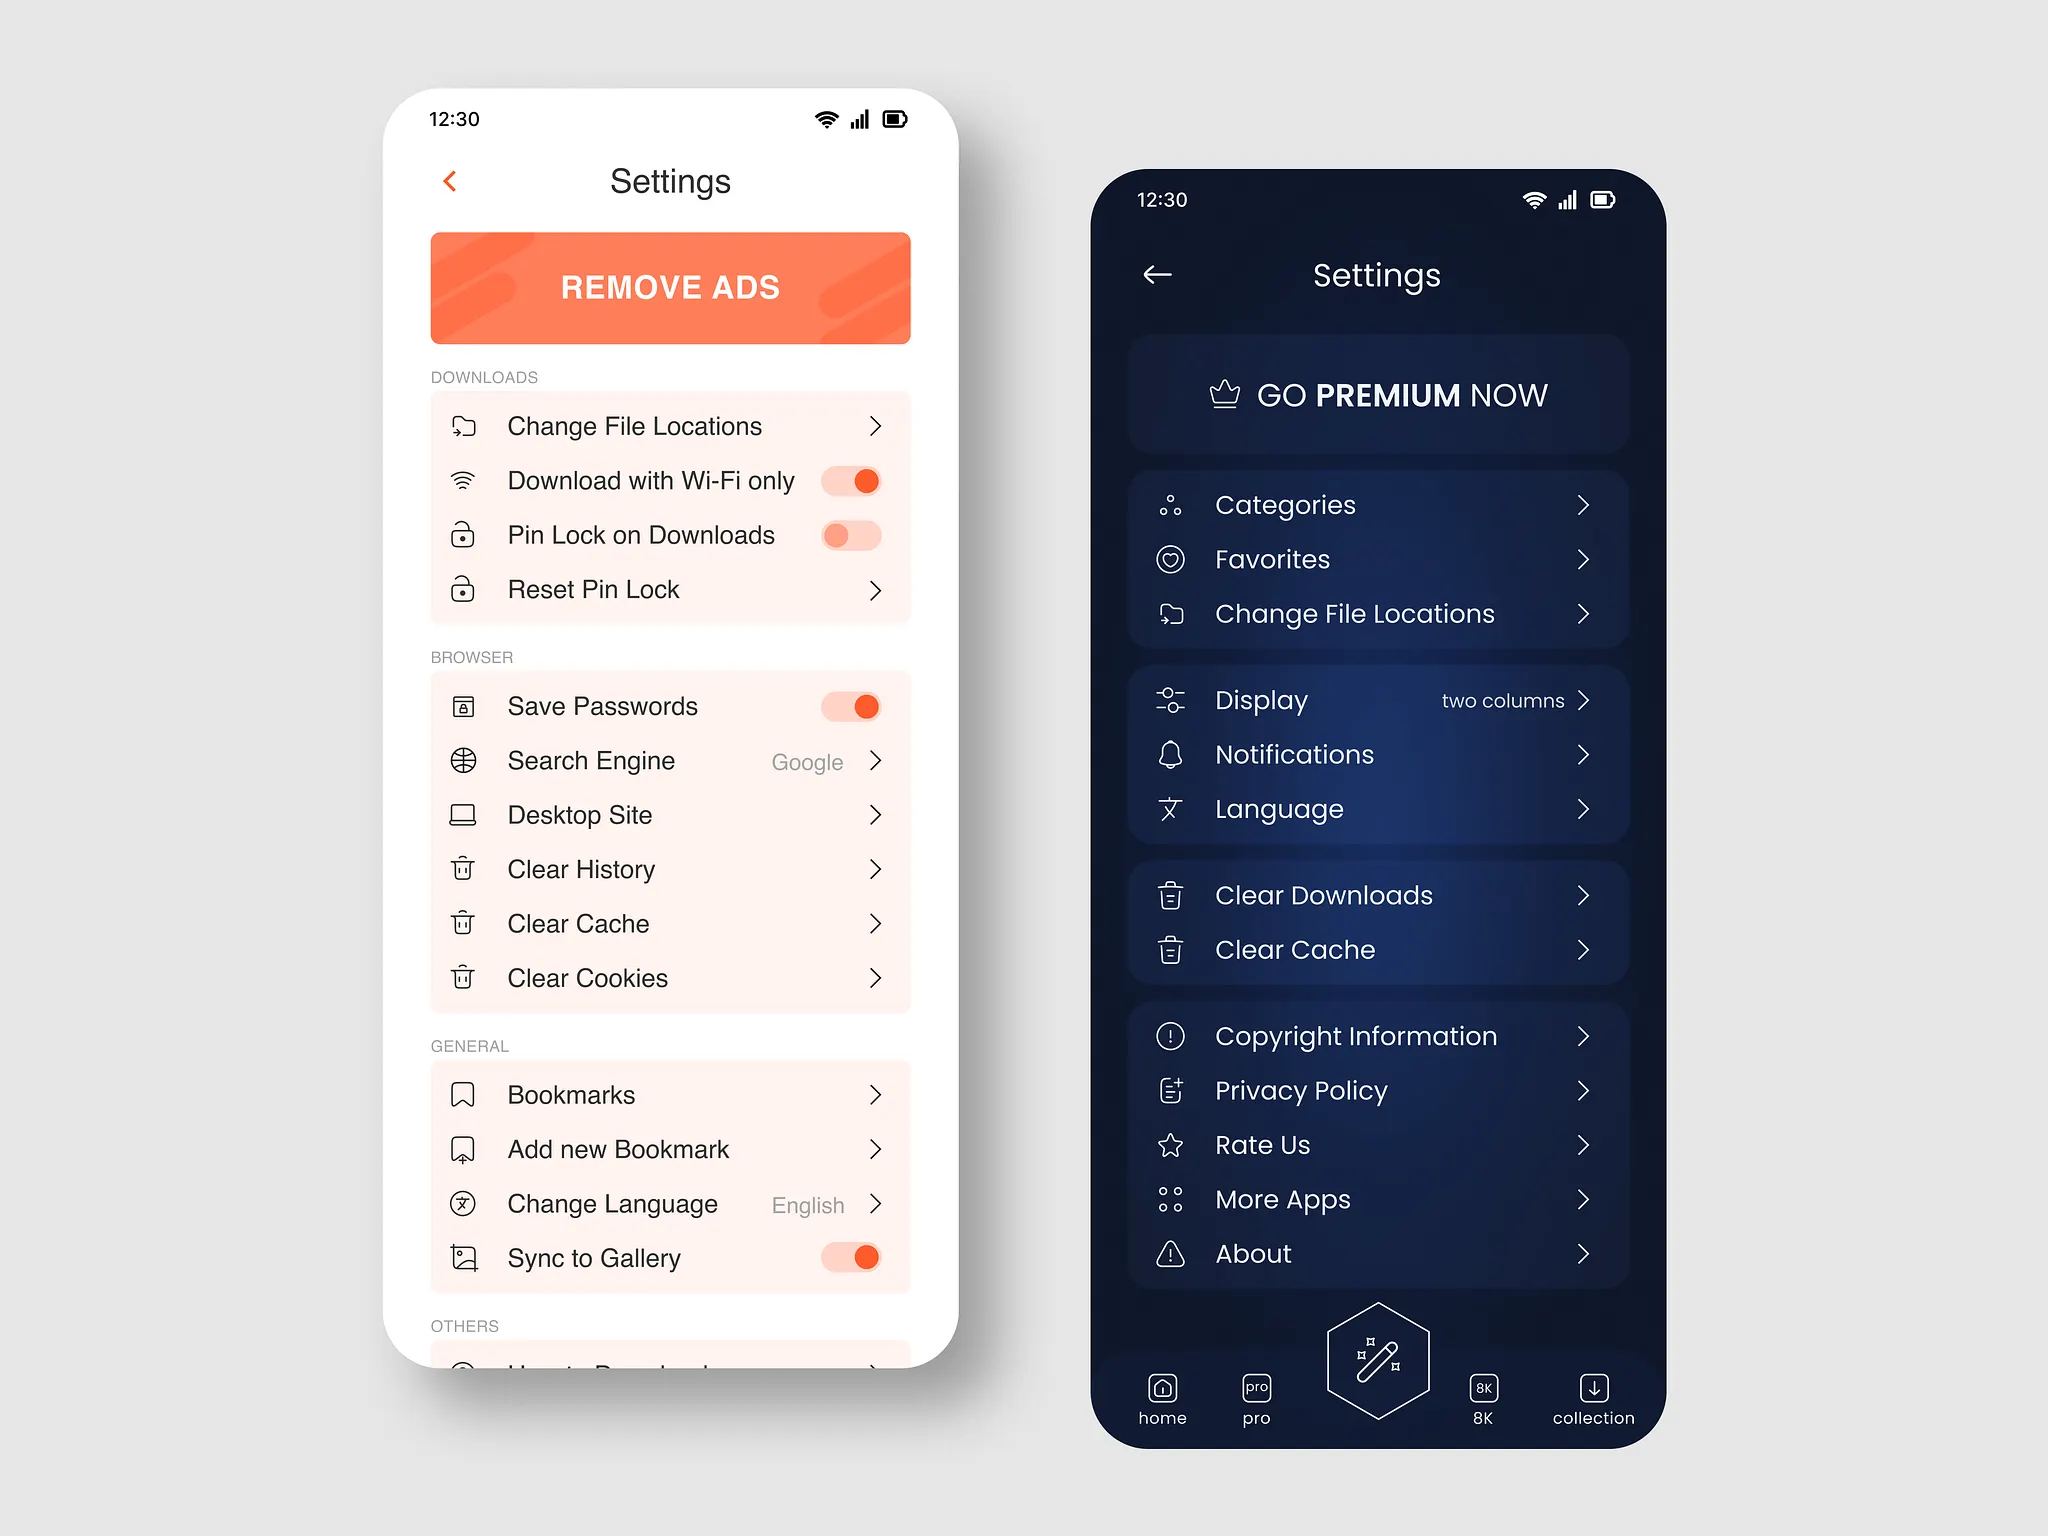 12:30
Settings
REMOVE ADS
DOWNLOADS
Change File Locations
Download with Wi-Fi only
Pin Lock on Downloads
Reset Pin Lock
BROWSER
Save Passwords
Search Engine Google
Desktop Site
Clear History
Clear Cache
Clear Cookies
GENERAL
Bookmarks
Add new Bookmark
Change Language English
Sync to Gallery
OTHERS
12:30
Settings
GO PREMIUM NOW
Categories
Favorites
Change File Locations
Display two columns
Notifications
Language
Clear Downloads
Clear Cache
Copyright Information
Privacy Policy
Rate Us
More Apps
About
pro 8K
home pro 8K collection